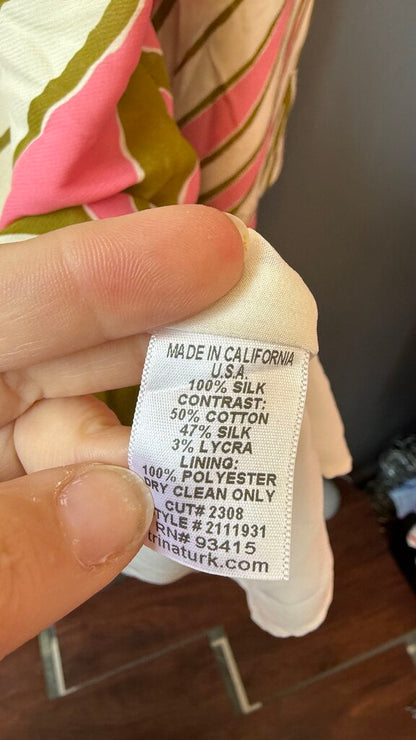 MADE IN CALIFORNIA
U.S.A.
100% SILK
CONTRAST:
50% COTTON
47% SILK
3% LYCRA
LINING:
100% POLYESTER
DRY CLEAN ONLY
CUT# 2308
STYLE # 2111931
RN# 93415
trinaturk.com